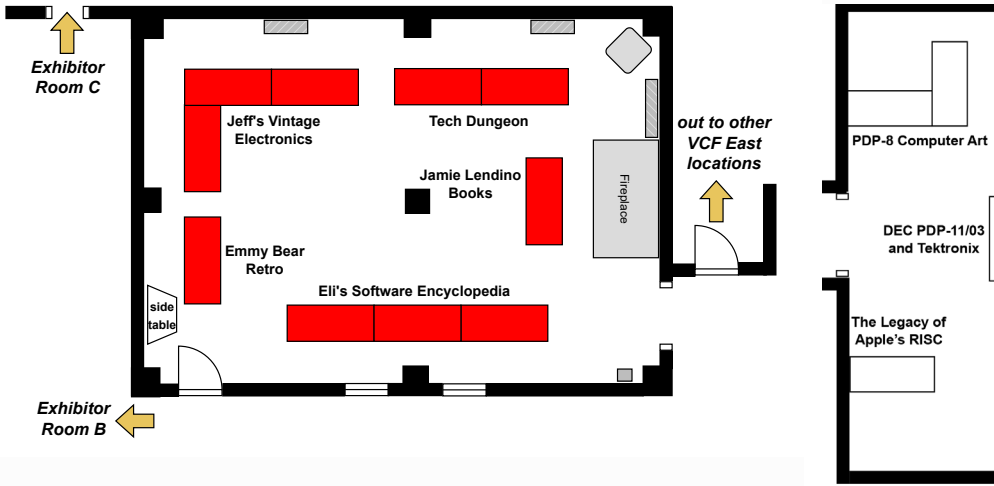 Exhibitor
Room C
Jeff's Vintage
Electronics
Tech Dungeon
out to other
VCF East
locations
Jamie Lendino
Books
Fireplace
Emmy Bear
Retro
Eli's Software Encyclopedia
side
table
Exhibitor
Room B
PDP-8 Computer Art
DEC PDP-11/03
and Tektronix
The Legacy of
Apple's RISC